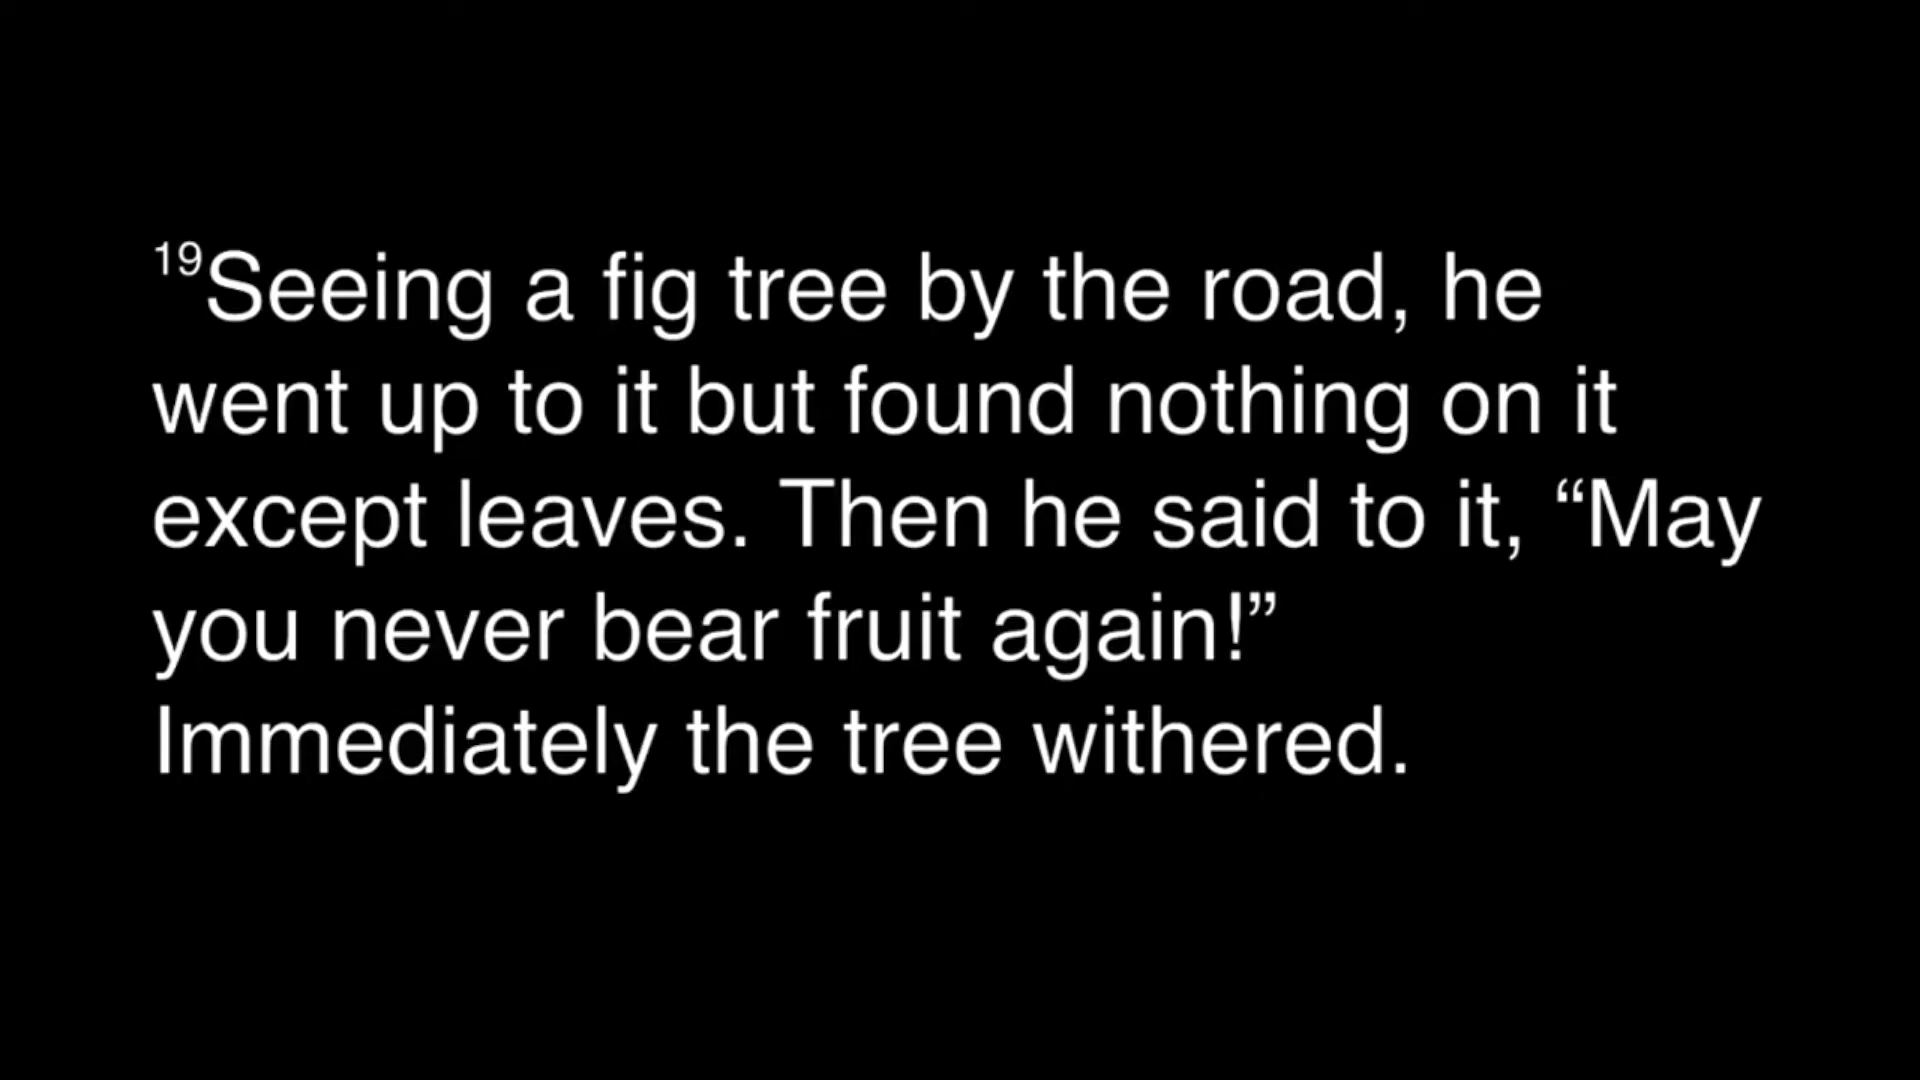 19Seeing a fig tree by the road, he
went up to it but found nothing on it
except leaves. Then he said to it, “May
you never bear fruit again!”
Immediately the tree withered.